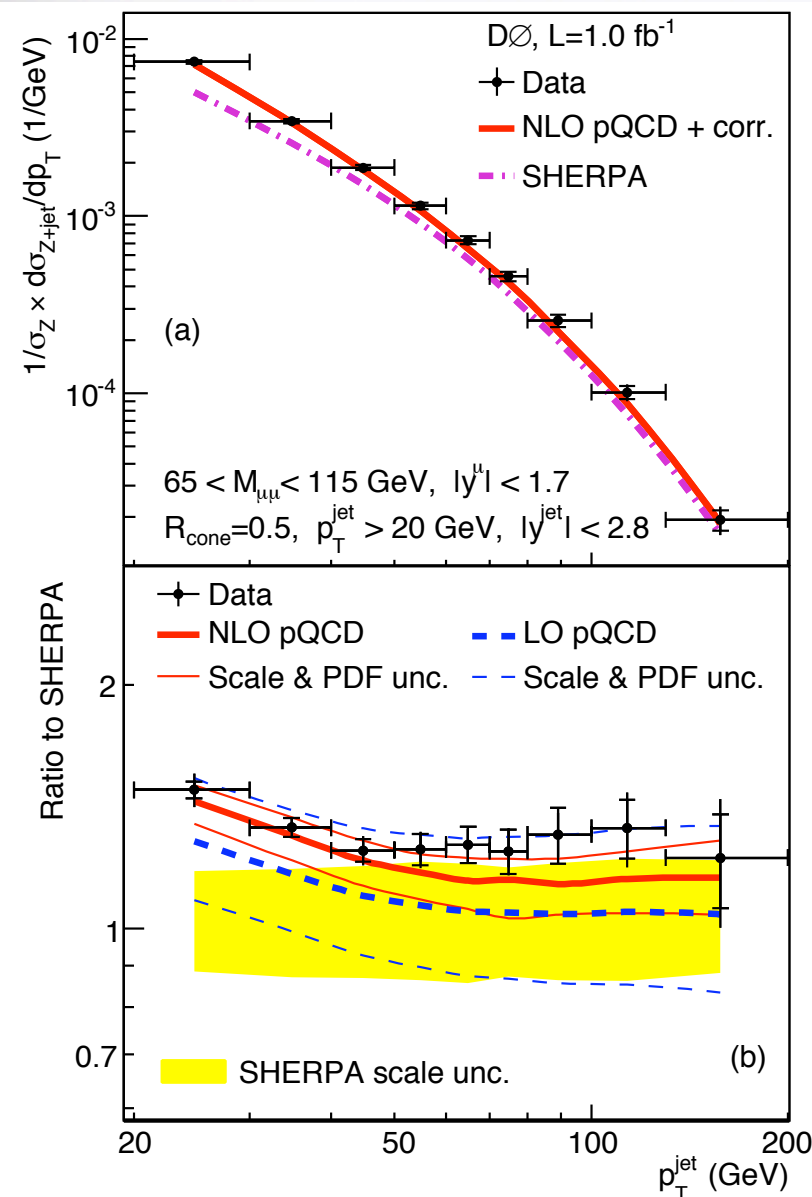 DØ, L=1.0 fb⁻¹
Data
NLO pQCD + corr.
SHERPA
1/σ_Z × dσ_Z+jet/dp_T (1/GeV)
10⁻²
10⁻³
10⁻⁴
(a)
65 < M_μμ < 115 GeV, |y^μ| < 1.7
R_cone=0.5, p_T^jet > 20 GeV, |y^jet| < 2.8
Data
NLO pQCD
LO pQCD
Scale & PDF unc.
Scale & PDF unc.
Ratio to SHERPA
2
1
0.7
(b)
SHERPA scale unc.
20
50
100
200
p_T^jet (GeV)